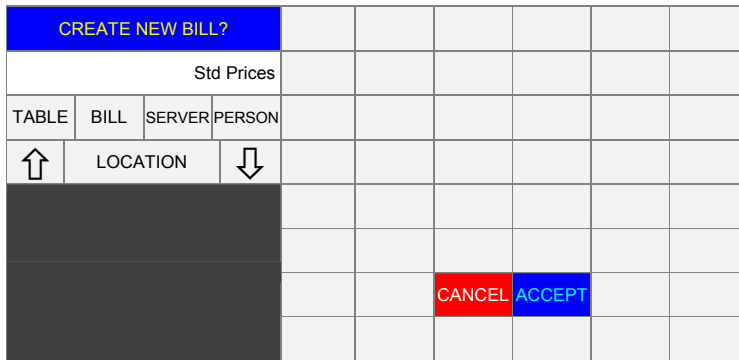 CREATE NEW BILL?
Std Prices
TABLE BILL SERVER PERSON
LOCATION
CANCEL ACCEPT